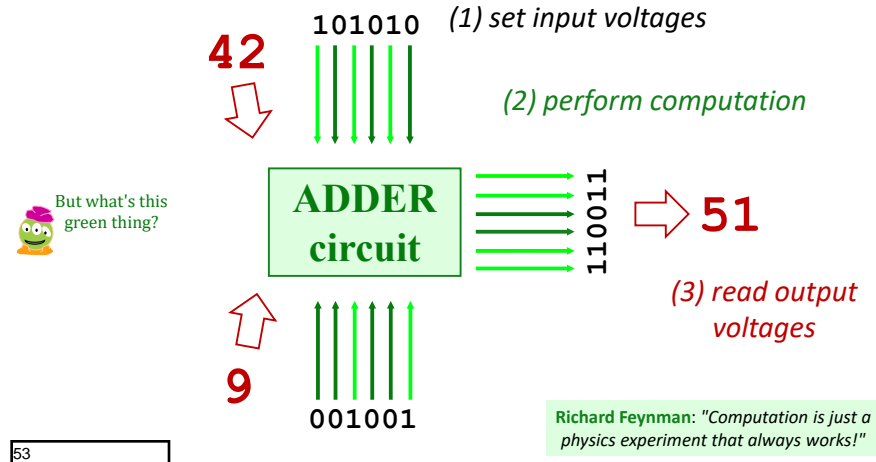 101010
(1) set input voltages
42
(2) perform computation
But what's this
green thing?
ADDER
circuit
110011
51
(3) read output
voltages
9
001001
Richard Feynman: "Computation is just a
physics experiment that always works!"
53